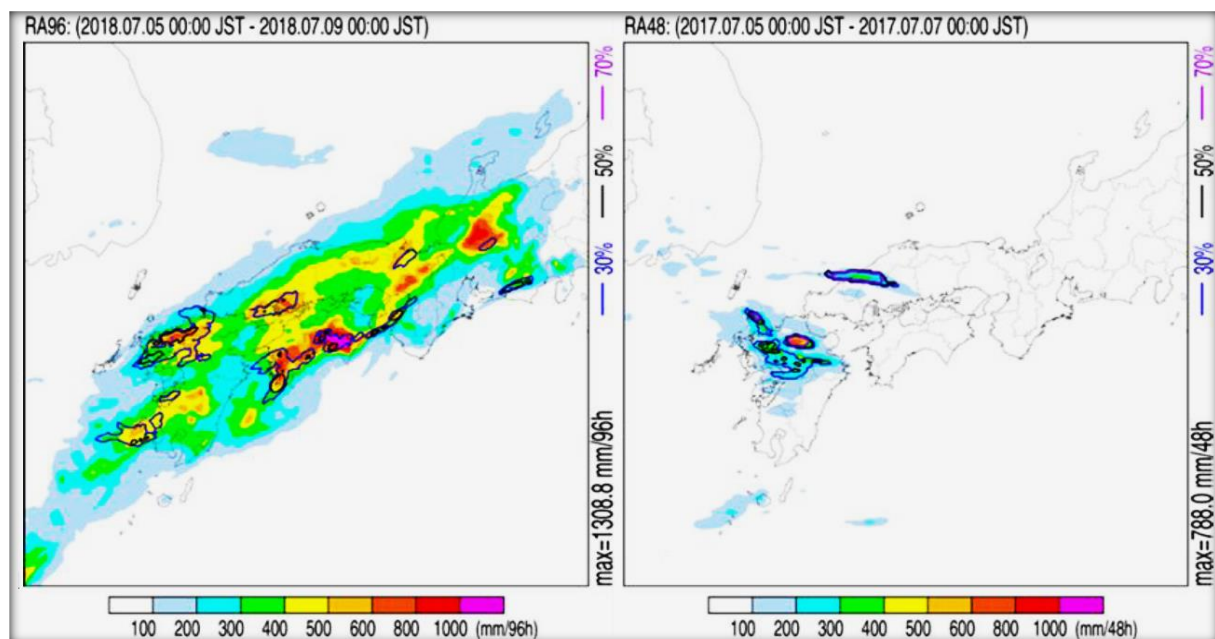 RA96: (2018.07.05 00:00 JST - 2018.07.09 00:00 JST)
30% 50% 70%
max=1308.8 mm/96h
100 200 300 400 500 600 800 1000 (mm/96h)
RA48: (2017.07.05 00:00 JST - 2017.07.07 00:00 JST)
30% 50% 70%
max=788.0 mm/48h
100 200 300 400 500 600 800 1000 (mm/48h)